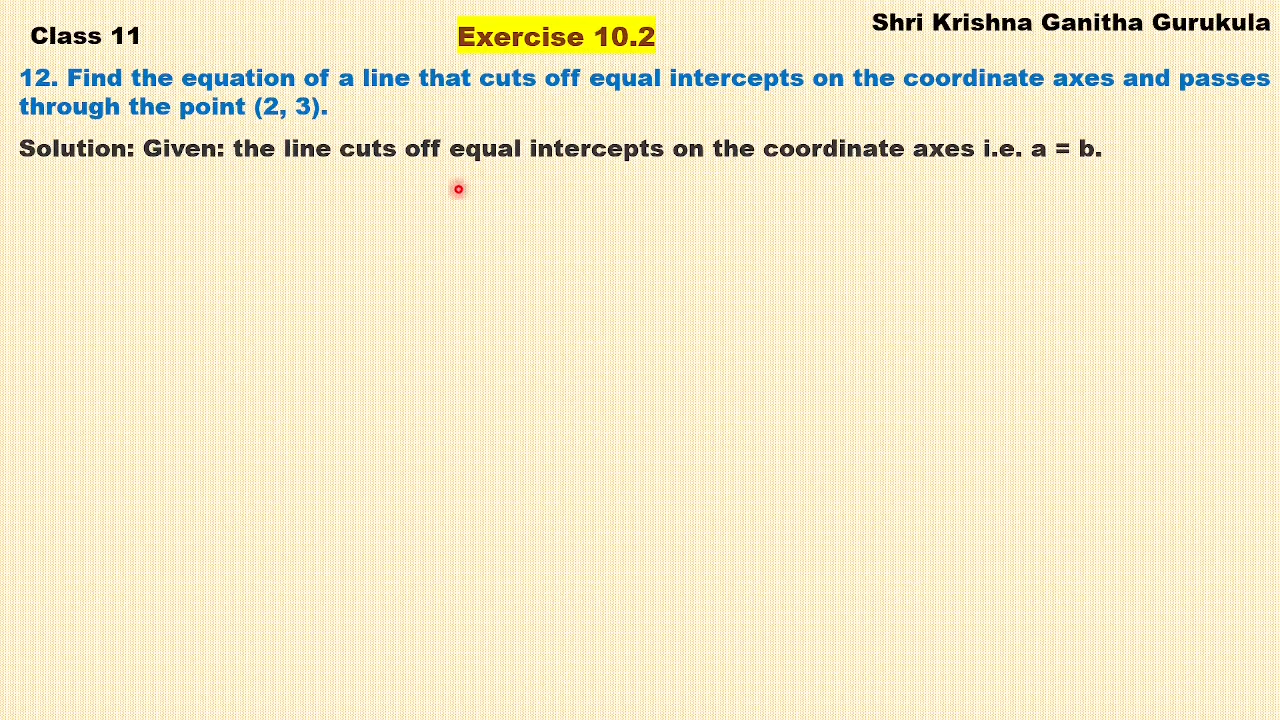 Class 11
Exercise 10.2
Shri Krishna Ganitha Gurukula
12. Find the equation of a line that cuts off equal intercepts on the coordinate axes and passes
through the point (2, 3).
Solution: Given: the line cuts off equal intercepts on the coordinate axes i.e. a = b.